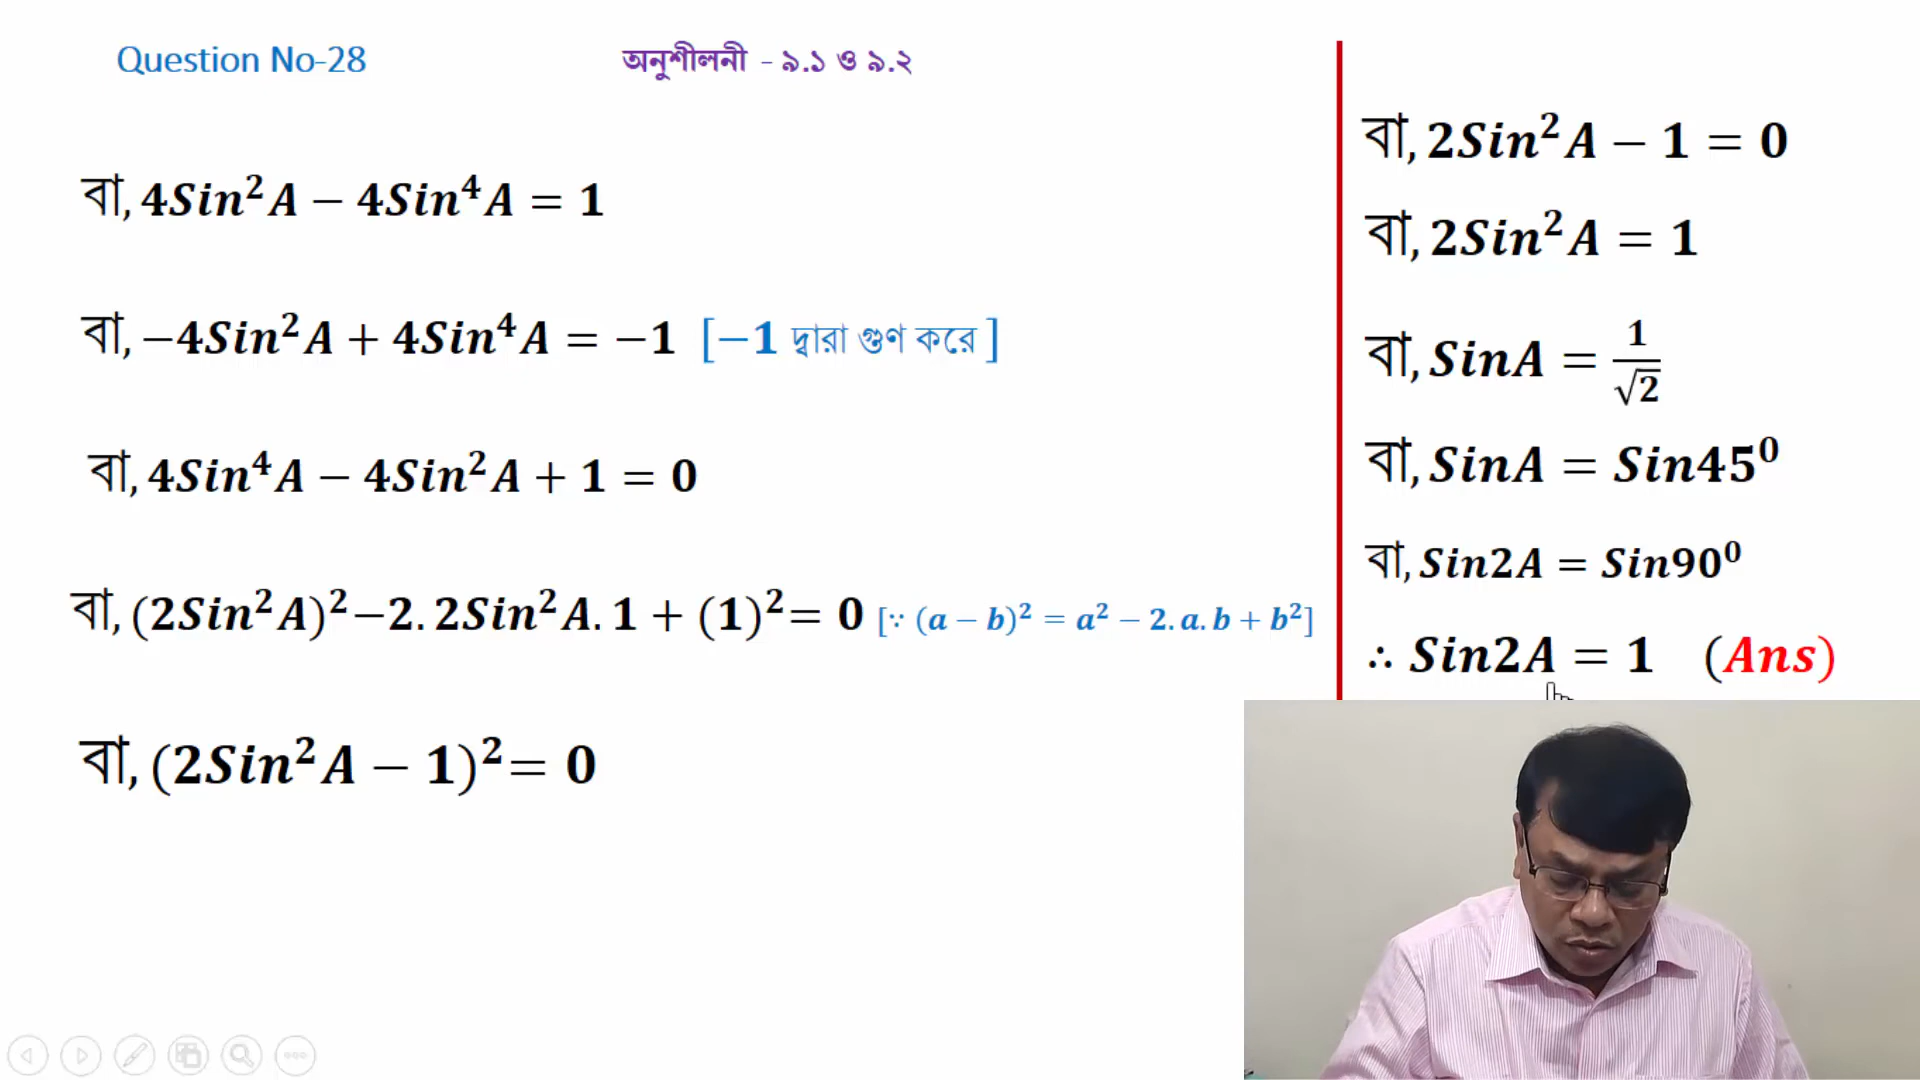 Question No-28
অনুশীলনী - ৯.১ ও ৯.২
বা, 4Sin²A − 4Sin⁴A = 1
বা, −4Sin²A + 4Sin⁴A = −1 [−1 দ্বারা গুণ করে]
বা, 4Sin⁴A − 4Sin²A + 1 = 0
বা, (2Sin²A)²−2. 2Sin²A. 1 + (1)²= 0 [∵ (a − b)² = a² − 2. a. b + b²]
বা, (2Sin²A − 1)²= 0
বা, 2Sin²A − 1 = 0
বা, 2Sin²A = 1
বা, SinA = 1/√2
বা, SinA = Sin45⁰
বা, Sin2A = Sin90⁰
∴ Sin2A = 1 (Ans)